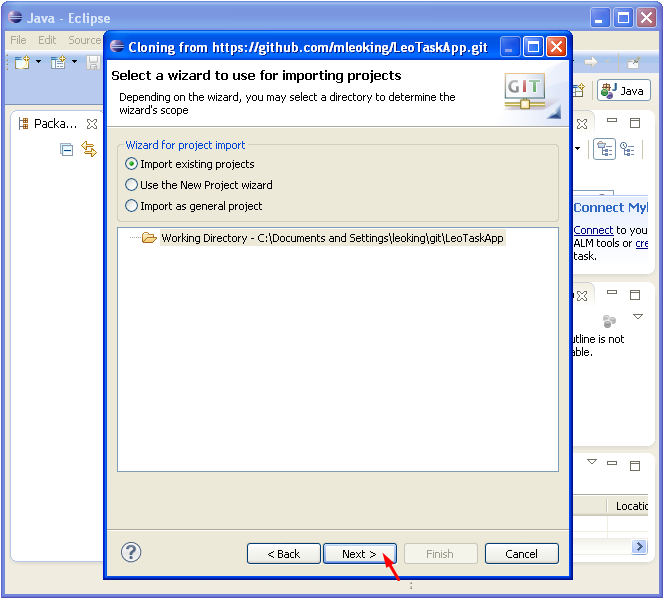 Java - Eclipse
File Edit Source
Java
Packa...
Cloning from https://github.com/mleoking/LeoTaskApp.git
Select a wizard to use for importing projects
Depending on the wizard, you may select a directory to determine the
wizard's scope
GIT
Wizard for project import
Import existing projects
Use the New Project wizard
Import as general project
Working Directory - C:\Documents and Settings\leoking\git\LeoTaskApp
? < Back Next > Finish Cancel
Connect Myl
Connect to you
ALM tools or cre
task.
utline is not
able.
Locatio